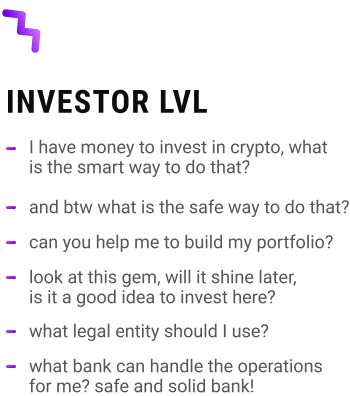 INVESTOR LVL
– I have money to invest in crypto, what
is the smart way to do that?
– and btw what is the safe way to do that?
– can you help me to build my portfolio?
– look at this gem, will it shine later,
is it a good idea to invest here?
– what legal entity should I use?
– what bank can handle the operations
for me? safe and solid bank!